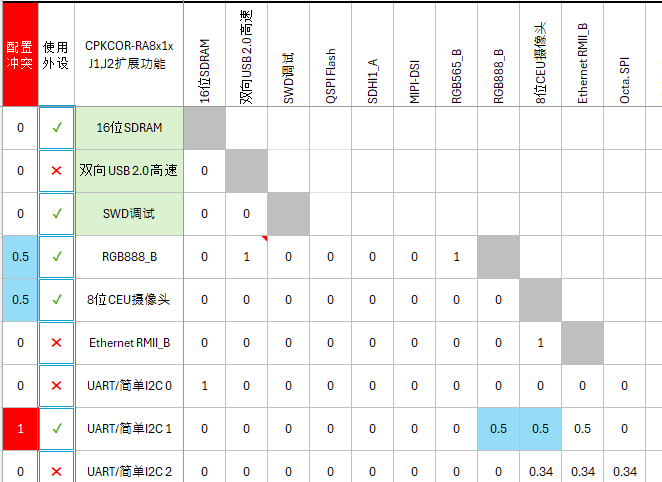 配置冲突 使用外设 CPKCOR-RA8x1x J1,J2扩展功能 16位SDRAM 双向USB2.0高速 SWD调试 QSPI Flash SDHI1_A MIPI-DSI RGB565_B RGB888_B 8位CEU摄像头 Ethernet RMII_B Octa.SPI
0 ✓ 16位SDRAM
0 ✕ 双向USB2.0高速 0
0 ✓ SWD调试 0 0
0.5 ✓ RGB888_B 0 1 0 0 0 0 1
0.5 ✓ 8位CEU摄像头 0 0 0 0 0 0 0 0
0 ✕ Ethernet RMII_B 0 0 0 0 0 0 0 0 1
0 ✕ UART/简单I2C 0 1 0 0 0 0 0 0 0 0 0 0
1 ✓ UART/简单I2C 1 0 0 0 0 0 0 0 0.5 0.5 0.5 0
0 ✕ UART/简单I2C 2 0 0 0 0 0 0 0 0 0.34 0.34 0.34